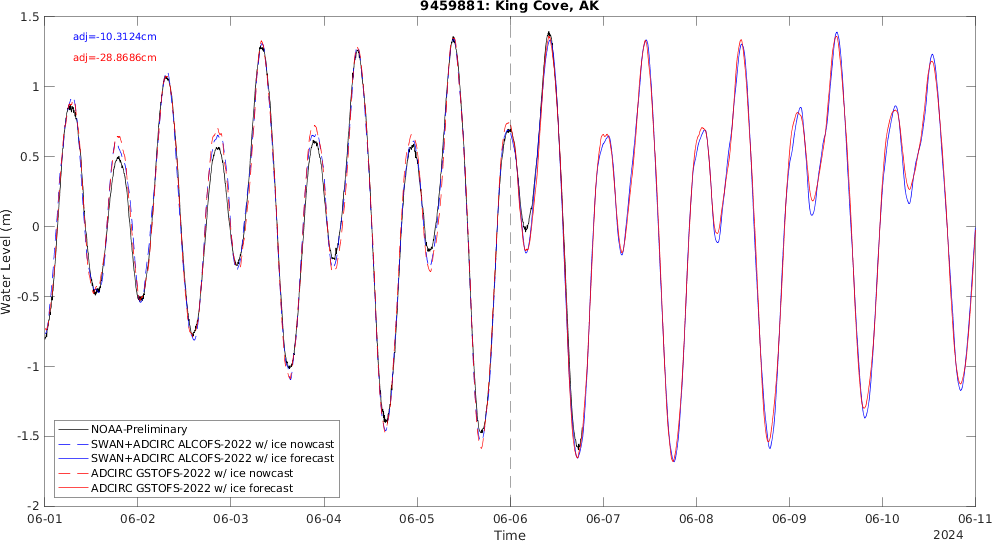 9459881: King Cove, AK
adj=-10.3124cm
adj=-28.8686cm
Water Level (m)
1.5
1
0.5
0
-0.5
-1
-1.5
-2
NOAA-Preliminary
SWAN+ADCIRC ALCOFS-2022 w/ ice nowcast
SWAN+ADCIRC ALCOFS-2022 w/ ice forecast
ADCIRC GSTOFS-2022 w/ ice nowcast
ADCIRC GSTOFS-2022 w/ ice forecast
06-01 06-02 06-03 06-04 06-05 06-06 06-07 06-08 06-09 06-10 06-11
Time
2024